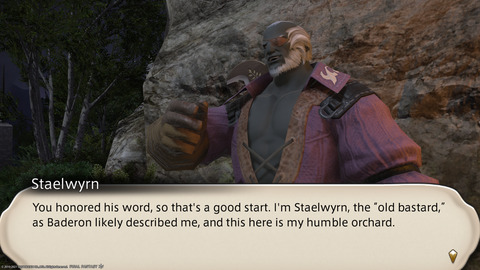 Staelwyrn
You honored his word, so that's a good start. I'm Staelwyrn, the "old bastard,"
as Baderon likely described me, and this here is my humble orchard.